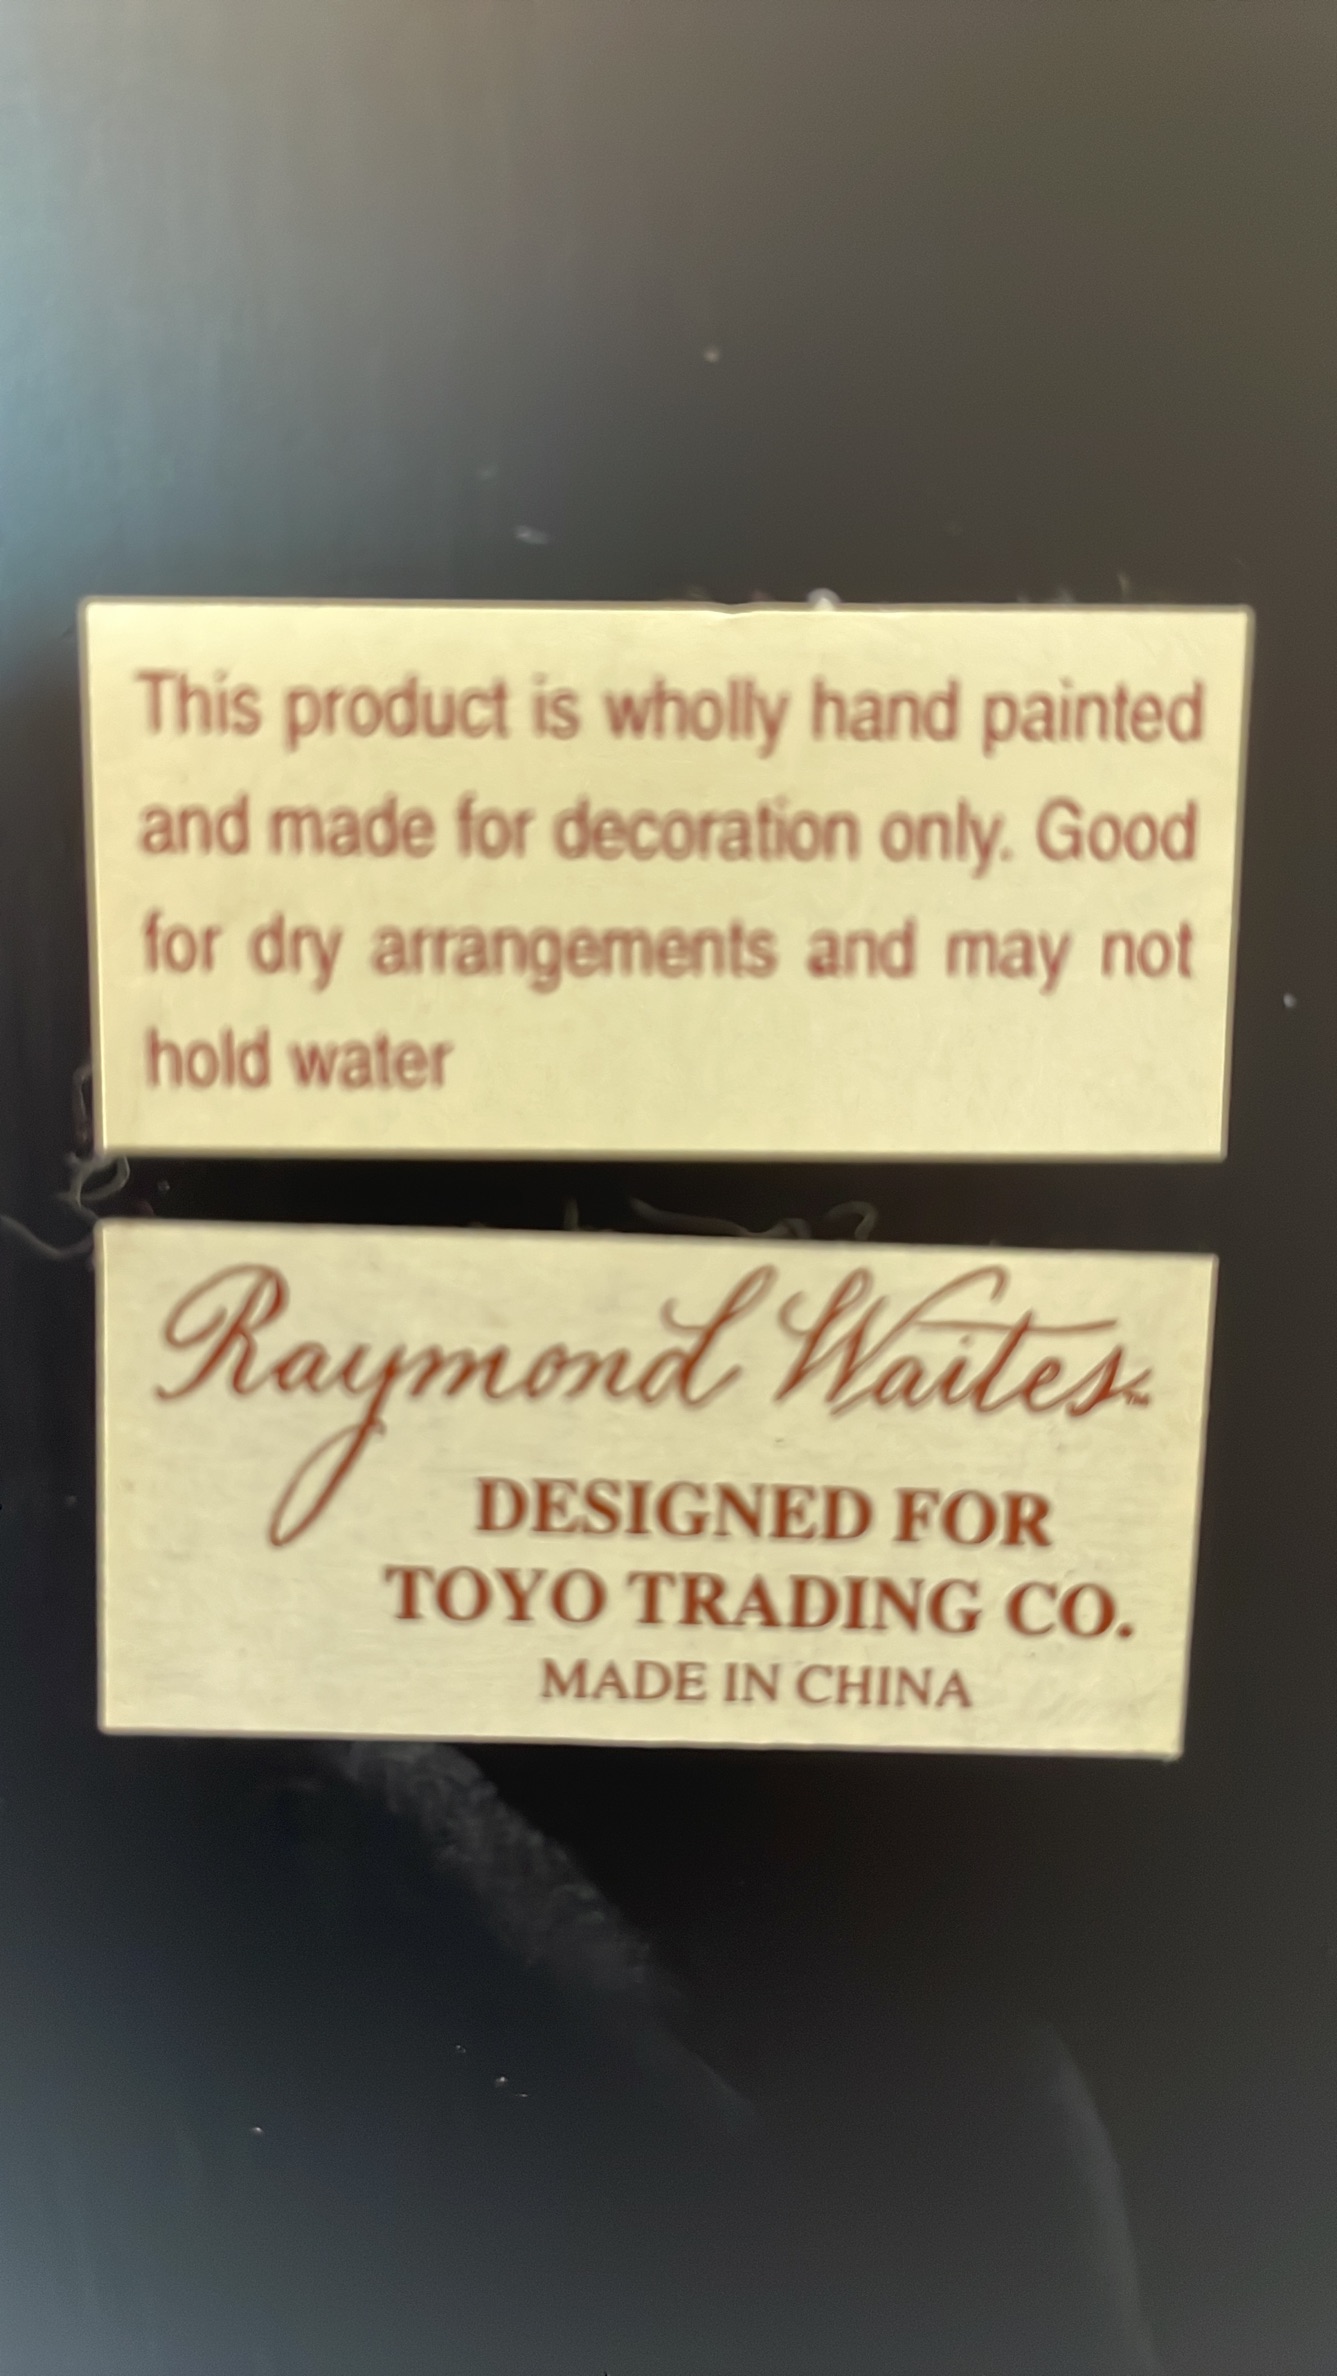 This product is wholly hand painted
and made for decoration only. Good
for dry arrangements and may not
hold water
Raymond Waites™
DESIGNED FOR
TOYO TRADING CO.
MADE IN CHINA